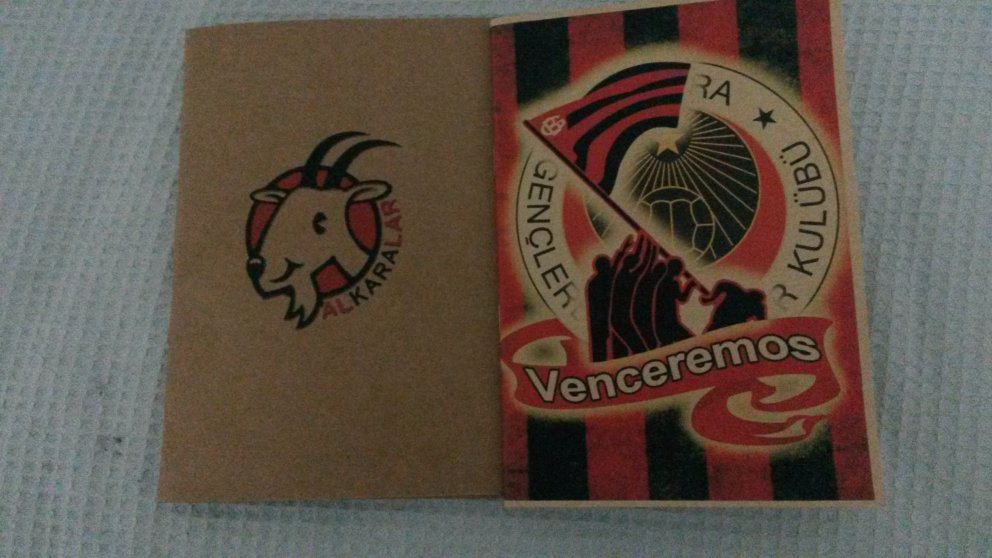 ALKARALAR
GENÇLER
RA ★
R KULÜBÜ
Venceremos